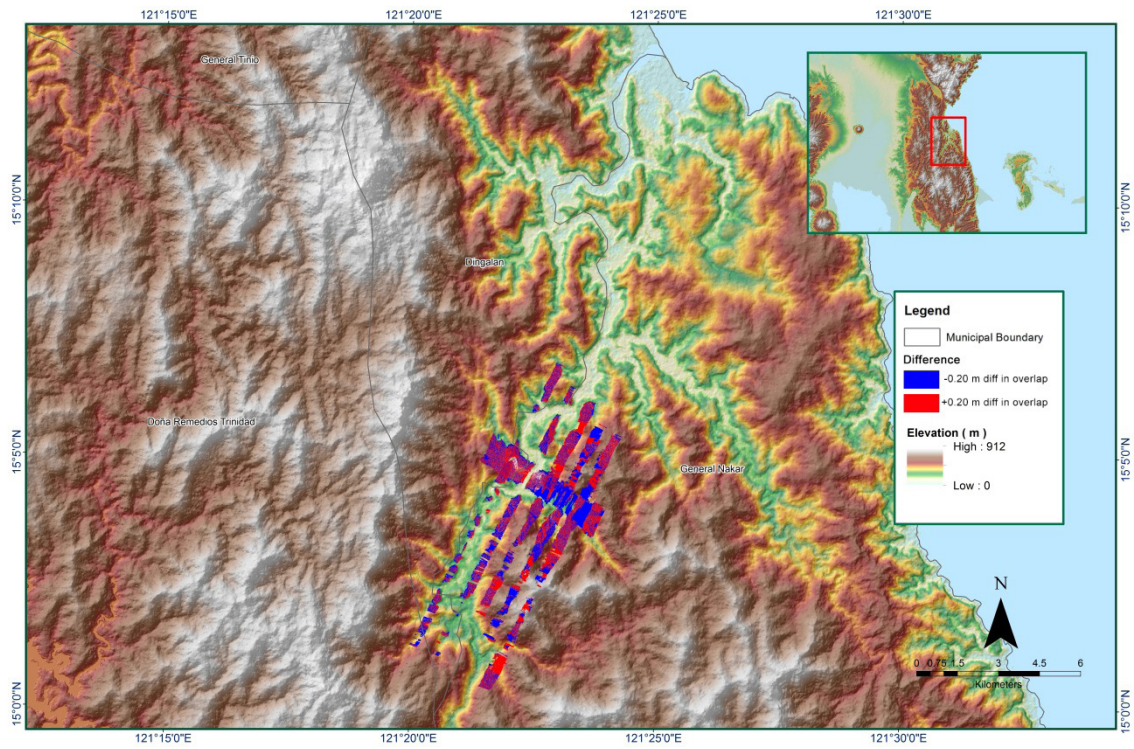 121°15'0"E
121°20'0"E
121°25'0"E
121°30'0"E
General Tinio
15°10'0"N
15°10'0"N
Dingalan
Legend
Municipal Boundary
Difference
-0.20 m diff in overlap
+0.20 m diff in overlap
Elevation ( m )
High : 912
Low : 0
Doña Remedios Trinidad
15°5'0"N
General Nakar
15°5'0"N
N
0 0.75 1.5 3 4.5 6
Kilometers
15°0'0"N
15°0'0"N
121°15'0"E
121°20'0"E
121°25'0"E
121°30'0"E